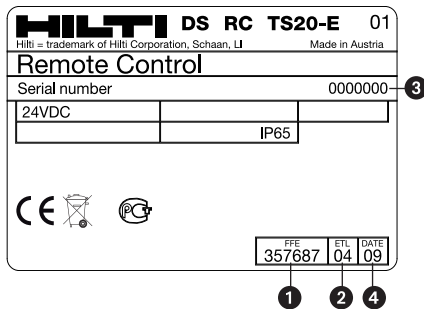 HILTI DS RC TS20-E 01
Hilti = trademark of Hilti Corporation, Schaan, LI Made in Austria
Remote Control
Serial number 0000000 3
24VDC
IP65
CE PCT
FFE ETL DATE
357687 04 09
1 2 4